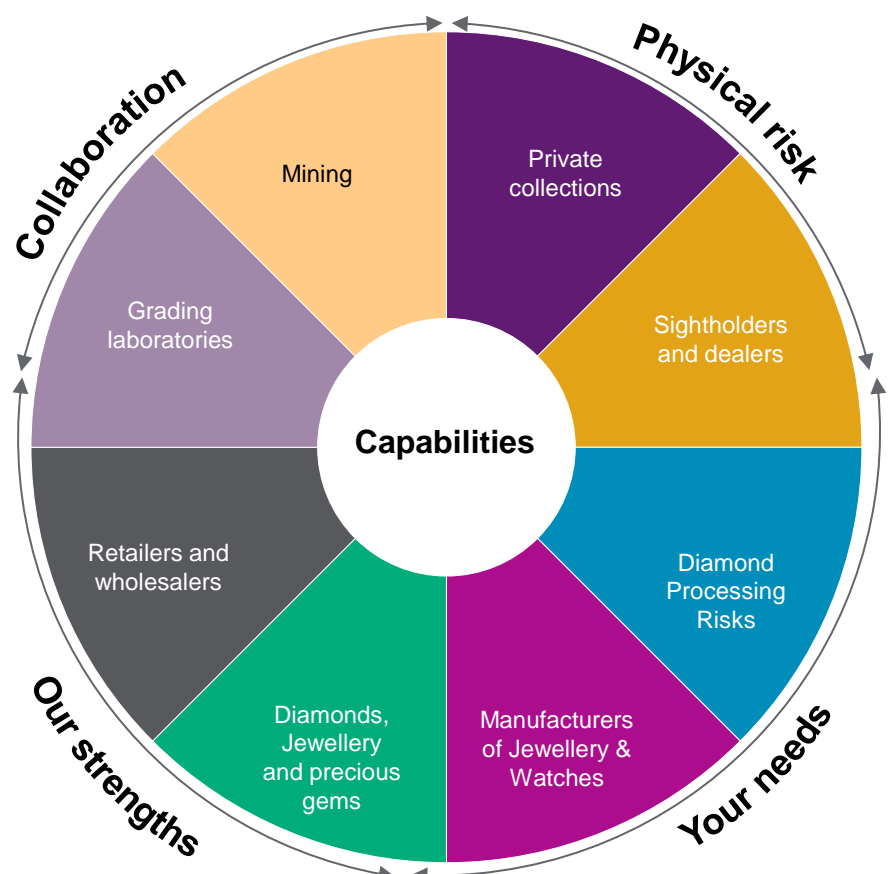 Collaboration
Physical risk
Mining
Private
collections
Grading
laboratories
Sightholders
and dealers
Capabilities
Retailers and
wholesalers
Diamond
Processing
Risks
Diamonds,
Jewellery
and precious
gems
Manufacturers
of Jewellery &
Watches
Our strengths
Your needs